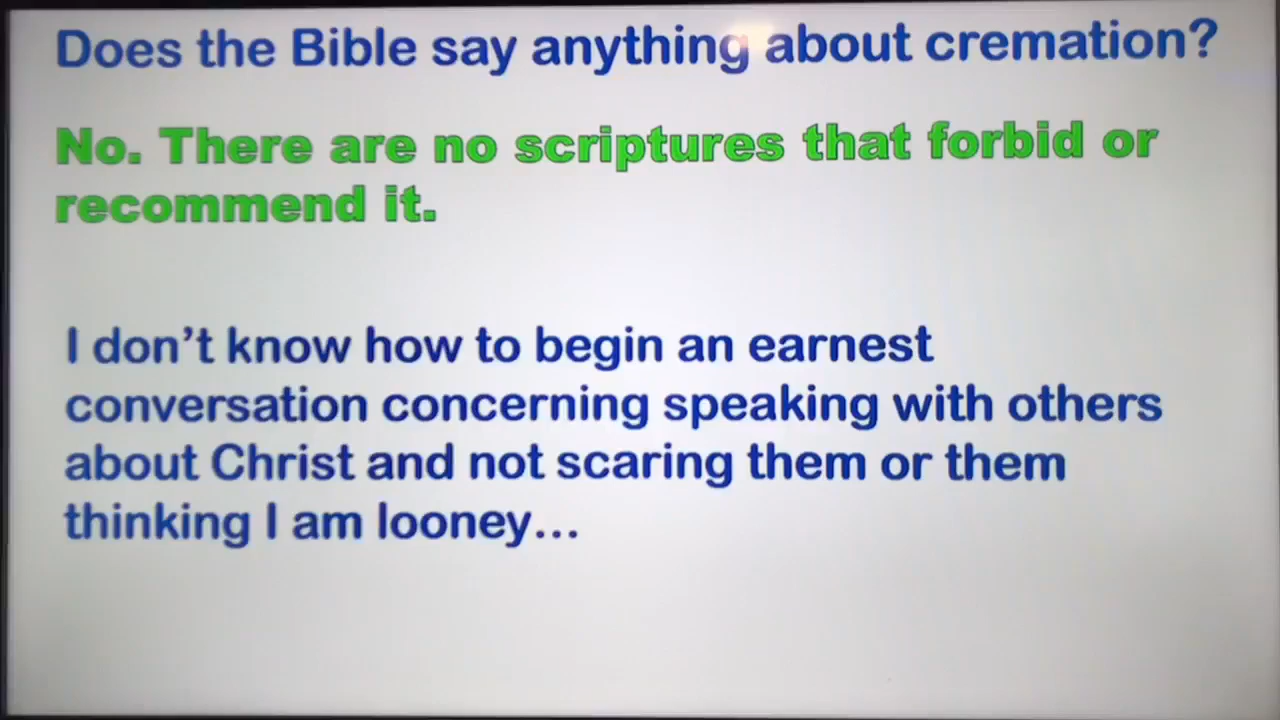 Does the Bible say anything about cremation?
No. There are no scriptures that forbid or
recommend it.
I don’t know how to begin an earnest
conversation concerning speaking with others
about Christ and not scaring them or them
thinking I am looney…